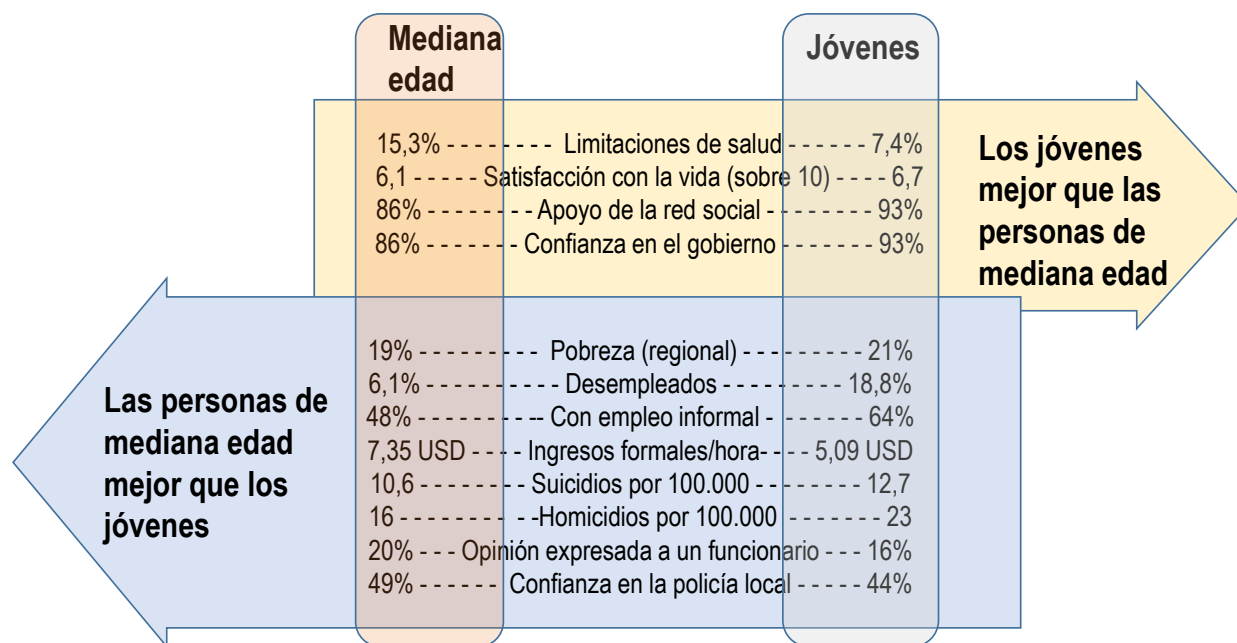 Mediana
edad
Jóvenes
15,3% - - - - - - - - Limitaciones de salud - - - - - - 7,4%
6,1 - - - - - Satisfacción con la vida (sobre 10) - - - - 6,7
86% - - - - - - - - Apoyo de la red social - - - - - - - - 93%
86% - - - - - - - Confianza en el gobierno - - - - - - - 93%
Los jóvenes
mejor que las
personas de
mediana edad
19% - - - - - - - - - Pobreza (regional) - - - - - - - - - 21%
6,1% - - - - - - - - - - Desempleados - - - - - - - - - 18,8%
48% - - - - - - - - -- Con empleo informal - - - - - - - - 64%
7,35 USD - - - - Ingresos formales/hora- - - - 5,09 USD
10,6 - - - - - - - Suicidios por 100.000 - - - - - - - - 12,7
16 - - - - - - - - - -Homicidios por 100.000 - - - - - - - 23
20% - - - Opinión expresada a un funcionario - - - 16%
49% - - - - - - Confianza en la policía local - - - - - 44%
Las personas de
mediana edad
mejor que los
jóvenes